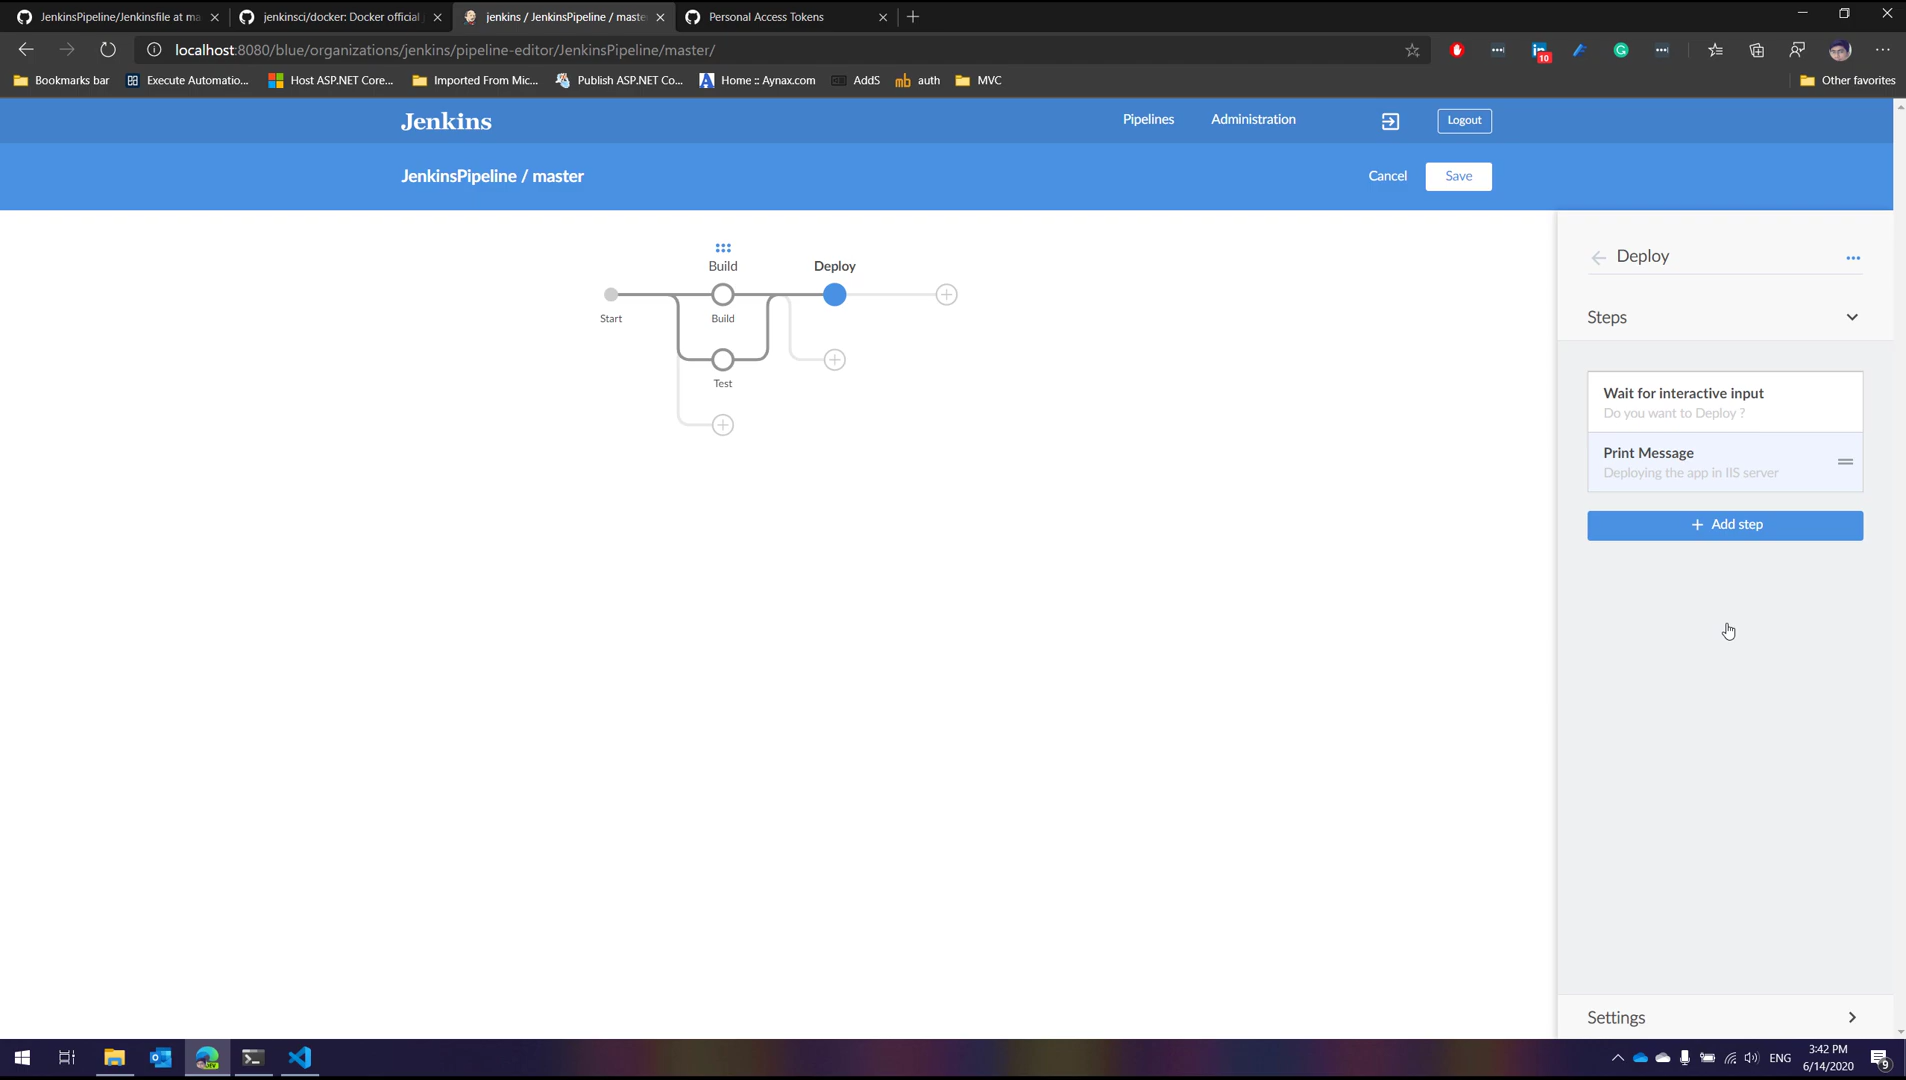 JenkinsPipeline/Jenkinsfile at ma
jenkinsci/docker: Docker official
jenkins / JenkinsPipeline / maste
Personal Access Tokens
localhost:8080/blue/organizations/jenkins/pipeline-editor/JenkinsPipeline/master/
10
Bookmarks bar
Execute Automatio...
Host ASP.NET Core...
Imported From Mic...
Publish ASP.NET Co...
Home :: Aynax.com
AddS
auth
MVC
Other favorites
Jenkins
Pipelines
Administration
Logout
JenkinsPipeline / master
Cancel
Save
Build
Deploy
Start
Build
Test
Deploy
Steps
Wait for interactive input
Do you want to Deploy ?
Print Message
Deploying the app in IIS server
Add step
Settings
ENG
3:42 PM
6/14/2020
9